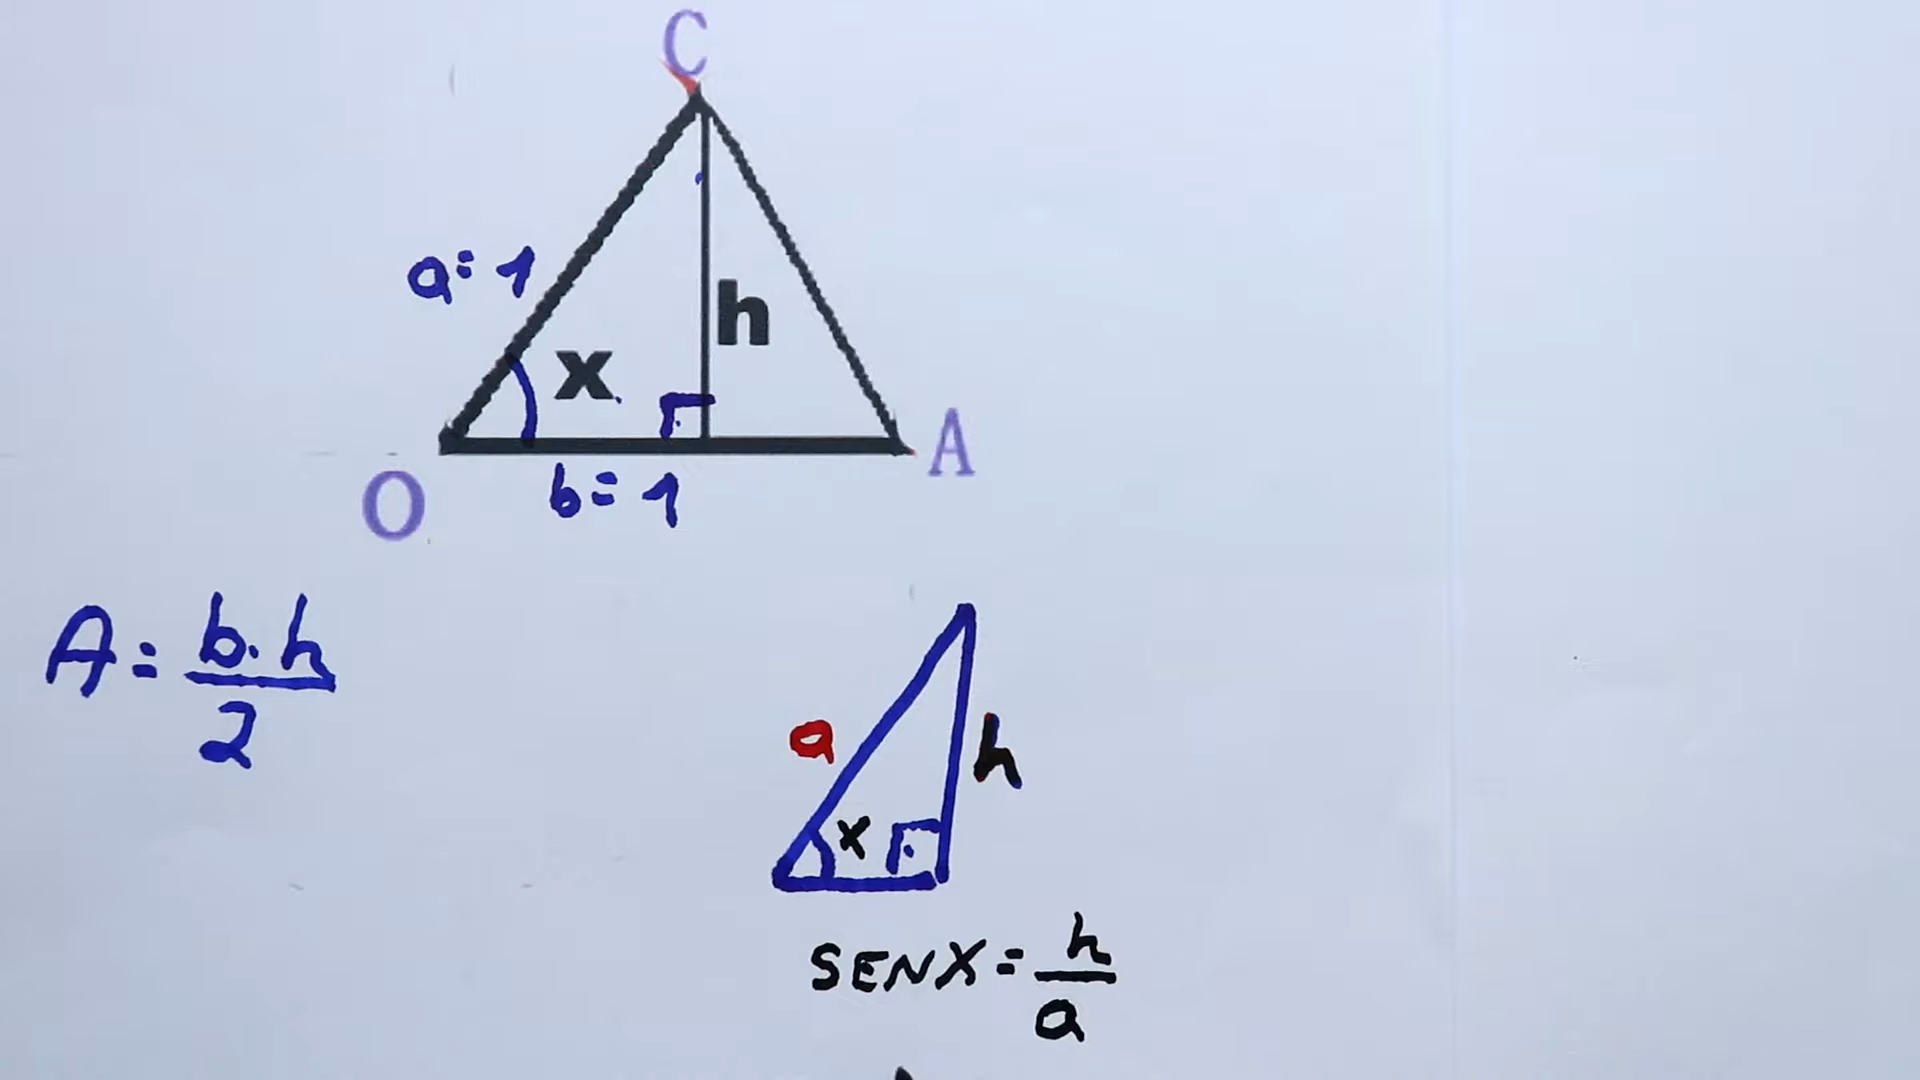 C
a=1
h
x
A
b=1
O
A = b.h / 2
a
h
x
SENX = h / a